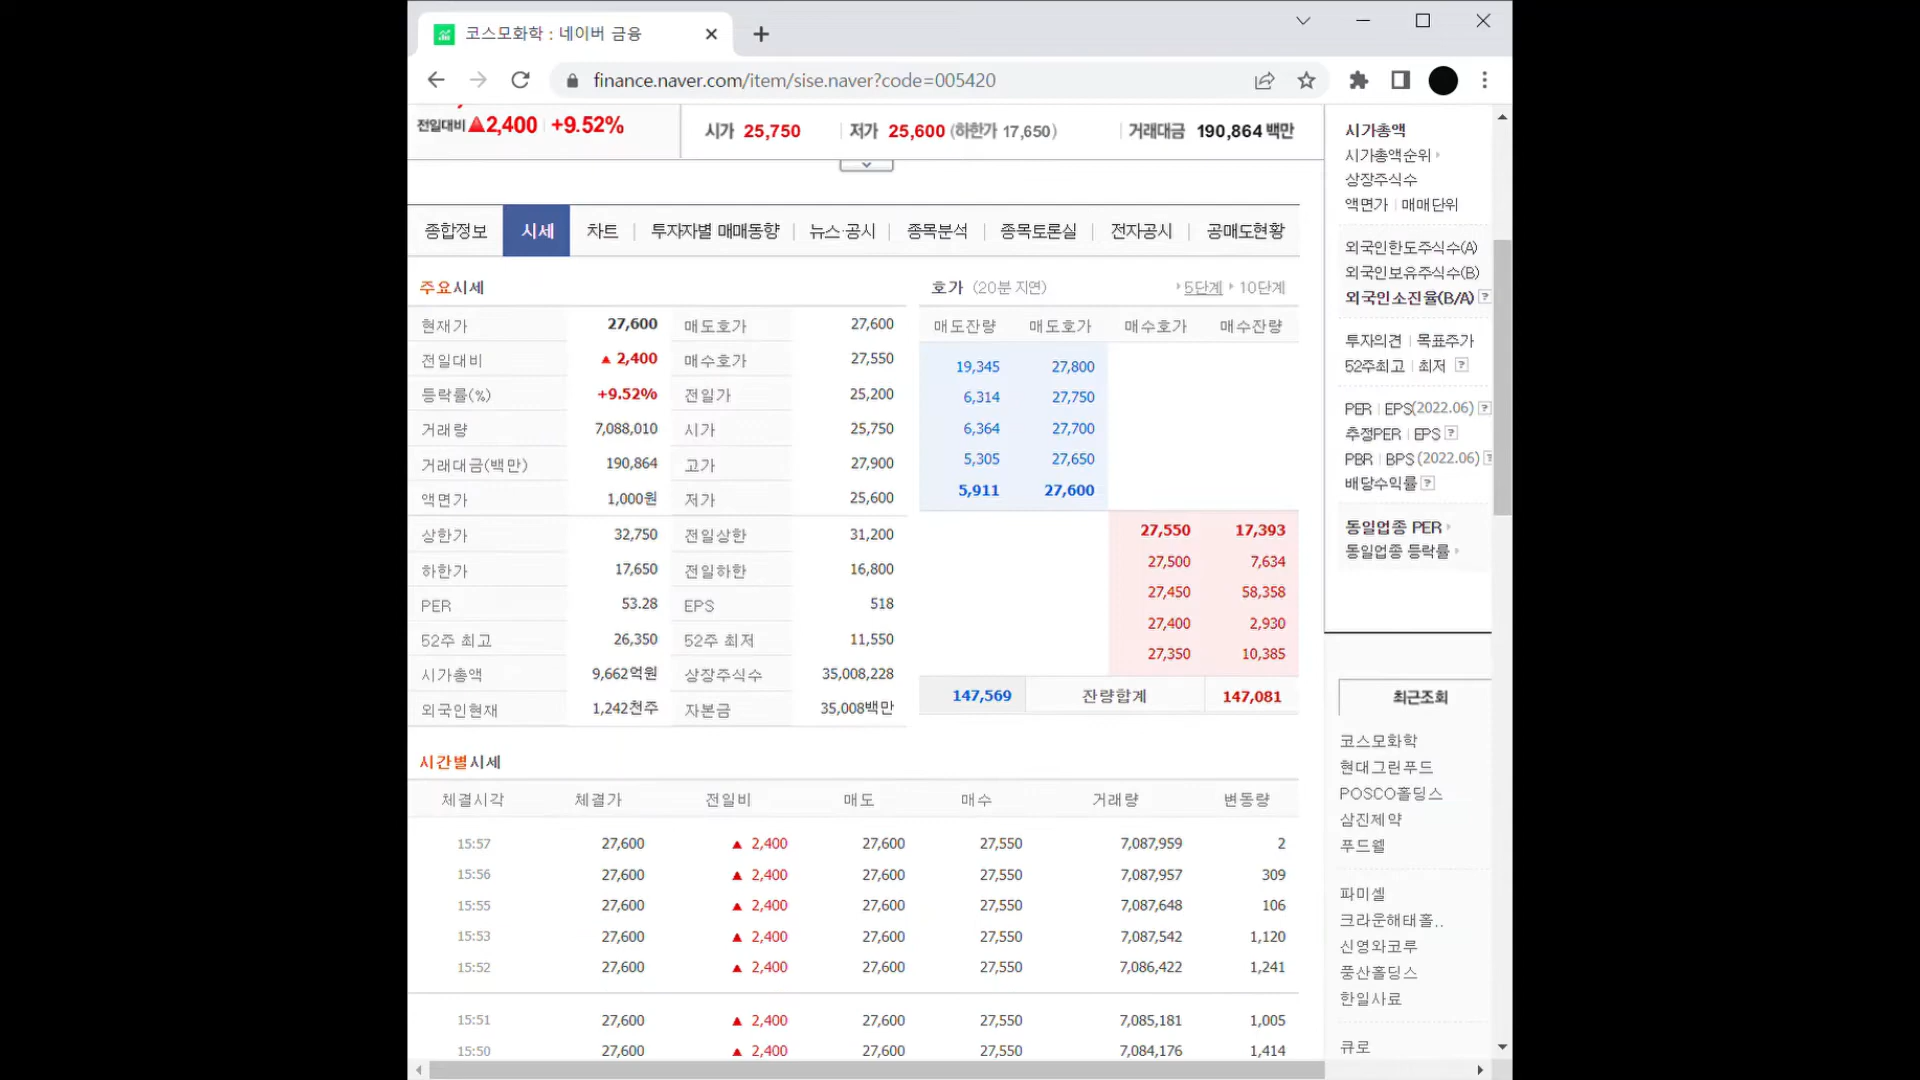 코스모화학 : 네이버 금융
finance.naver.com/item/sise.naver?code=005420
전일대비 ▲2,400 +9.52%
시가 25,750 저가 25,600 (하한가 17,650) 거래대금 190,864 백만
종합정보 시세 차트 투자자별 매매동향 뉴스·공시 종목분석 종목토론실 전자공시 공매도현황
주요시세
현재가 27,600 매도호가 27,600
전일대비 ▲ 2,400 매수호가 27,550
등락률(%) +9.52% 전일가 25,200
거래량 7,088,010 시가 25,750
거래대금(백만) 190,864 고가 27,900
액면가 1,000원 저가 25,600
상한가 32,750 전일상한 31,200
하한가 17,650 전일하한 16,800
PER 53.28 EPS 518
52주 최고 26,350 52주 최저 11,550
시가총액 9,662억원 상장주식수 35,008,228
외국인현재 1,242천주 자본금 35,008백만
호가 (20분 지연) 5단계 10단계
매도잔량 매도호가 매수호가 매수잔량
19,345 27,800
6,314 27,750
6,364 27,700
5,305 27,650
5,911 27,600
27,550 17,393
27,500 7,634
27,450 58,358
27,400 2,930
27,350 10,385
147,569 잔량합계 147,081
시간별시세
체결시각 체결가 전일비 매도 매수 거래량 변동량
15:57 27,600 ▲ 2,400 27,600 27,550 7,087,959 2
15:56 27,600 ▲ 2,400 27,600 27,550 7,087,957 309
15:55 27,600 ▲ 2,400 27,600 27,550 7,087,648 106
15:53 27,600 ▲ 2,400 27,600 27,550 7,087,542 1,120
15:52 27,600 ▲ 2,400 27,600 27,550 7,086,422 1,241
15:51 27,600 ▲ 2,400 27,600 27,550 7,085,181 1,005
15:50 27,600 ▲ 2,400 27,600 27,550 7,084,176 1,414
시가총액
시가총액순위
상장주식수
액면가 | 매매단위
외국인한도주식수(A)
외국인보유주식수(B)
외국인소진율(B/A) ?
투자의견 | 목표주가
52주최고 | 최저 ?
PER | EPS(2022.06) ?
추정PER | EPS ?
PBR | BPS (2022.06) ?
배당수익률 ?
동일업종 PER
동일업종 등락률
최근조회
코스모화학
현대그린푸드
POSCO홀딩스
삼진제약
푸드웰
파미셀
크라운해태홀..
신영와코루
풍산홀딩스
한일사료
큐로